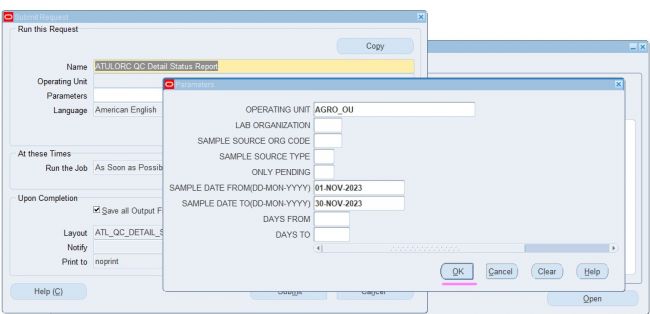 Submit Request
Run this Request
Copy
Name ATULORC QC Detail Status Report
Operating Unit
Parameters
Language American English
At these Times
Run the Job As Soon as Possib
Upon Completion
Save all Output F
Layout ATL_QC_DETAIL_S
Notify
Print to noprint
Help (C)
Submit
Cancel
Parameters
OPERATING UNIT AGRO_OU
LAB ORGANIZATION
SAMPLE SOURCE ORG CODE
SAMPLE SOURCE TYPE
ONLY PENDING
SAMPLE DATE FROM(DD-MON-YYYY) 01-NOV-2023
SAMPLE DATE TO(DD-MON-YYYY) 30-NOV-2023
DAYS FROM
DAYS TO
OK Cancel Clear Help
Open